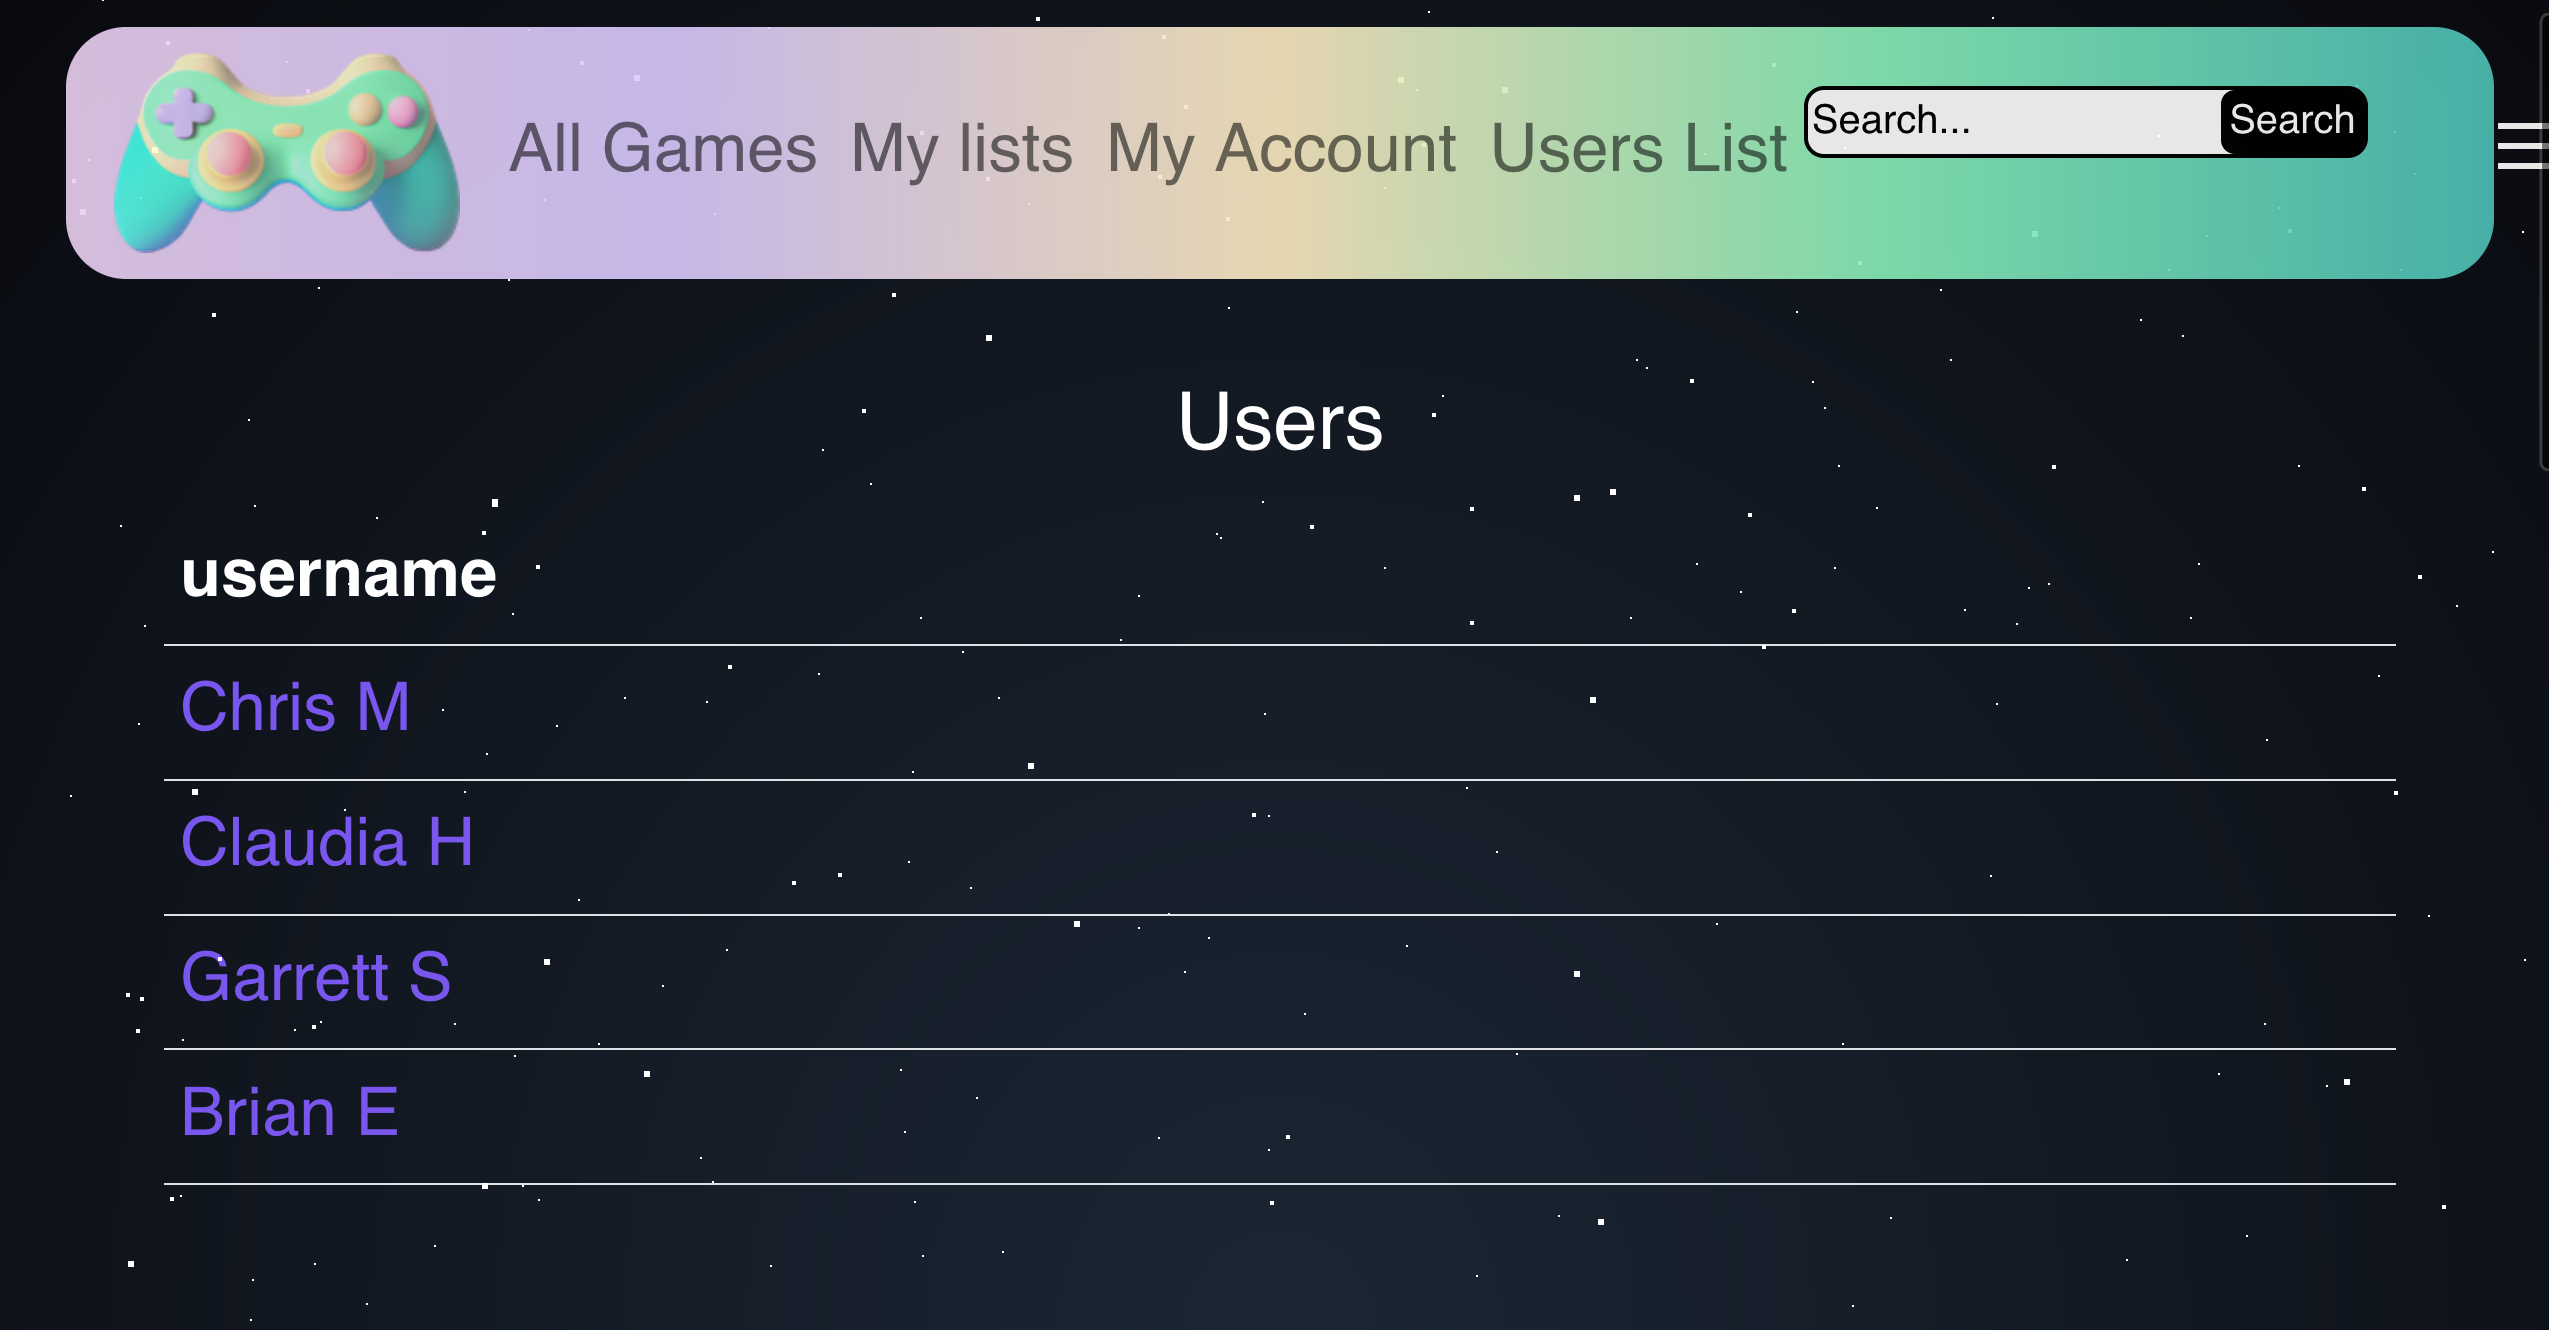 All Games My lists My Account Users List Search... Search
Users
username
Chris M
Claudia H
Garrett S
Brian E